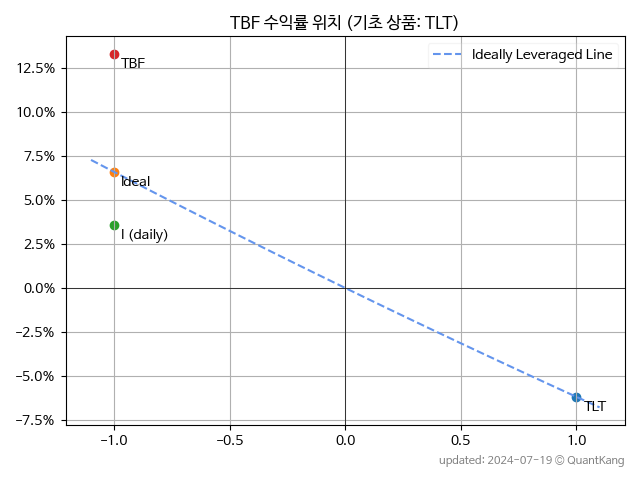 TBF 수익률 위치 (기초 상품: TLT)
Ideally Leveraged Line
12.5%
10.0%
7.5%
5.0%
2.5%
0.0%
−2.5%
−5.0%
−7.5%
TBF
Ideal
I (daily)
TLT
−1.0
−0.5
0.0
0.5
1.0
updated: 2024-07-19 © QuantKang